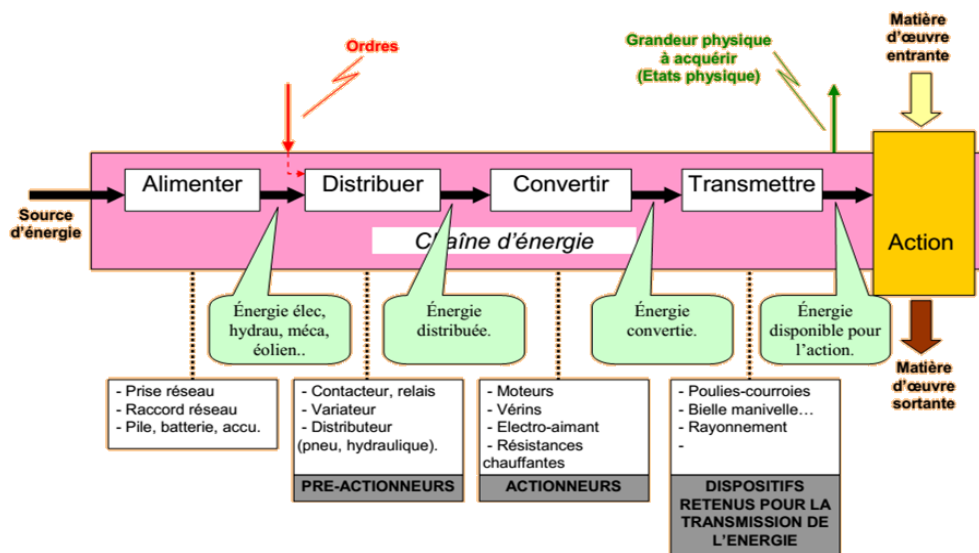 Ordres
Grandeur physique
à acquérir
(Etats physique)
Matière
d'œuvre
entrante
Alimenter
Distribuer
Convertir
Transmettre
Source
d'énergie
Chaîne d'énergie
Action
Énergie élec,
hydrau, méca,
éolien..
Énergie
distribuée.
Énergie
convertie.
Énergie
disponible pour
l'action.
Matière
d'œuvre
sortante
- Prise réseau
- Raccord réseau
- Pile, batterie, accu.
- Contacteur, relais
- Variateur
- Distributeur
(pneu, hydraulique).
PRE-ACTIONNEURS
- Moteurs
- Vérins
- Electro-aimant
- Résistances
chauffantes
ACTIONNEURS
- Poulies-courroies
- Bielle manivelle…
- Rayonnement
-
DISPOSITIFS
RETENUS POUR LA
TRANSMISSION DE
L'ENERGIE